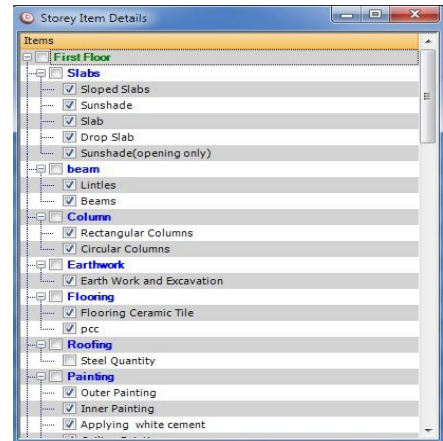 Storey Item Details
Items
First Floor
Slabs
Sloped Slabs
Sunshade
Slab
Drop Slab
Sunshade(opening only)
beam
Lintles
Beams
Column
Rectangular Columns
Circular Columns
Earthwork
Earth Work and Excavation
Flooring
Flooring Ceramic Tile
pcc
Roofing
Steel Quantity
Painting
Outer Painting
Inner Painting
Applying white cement